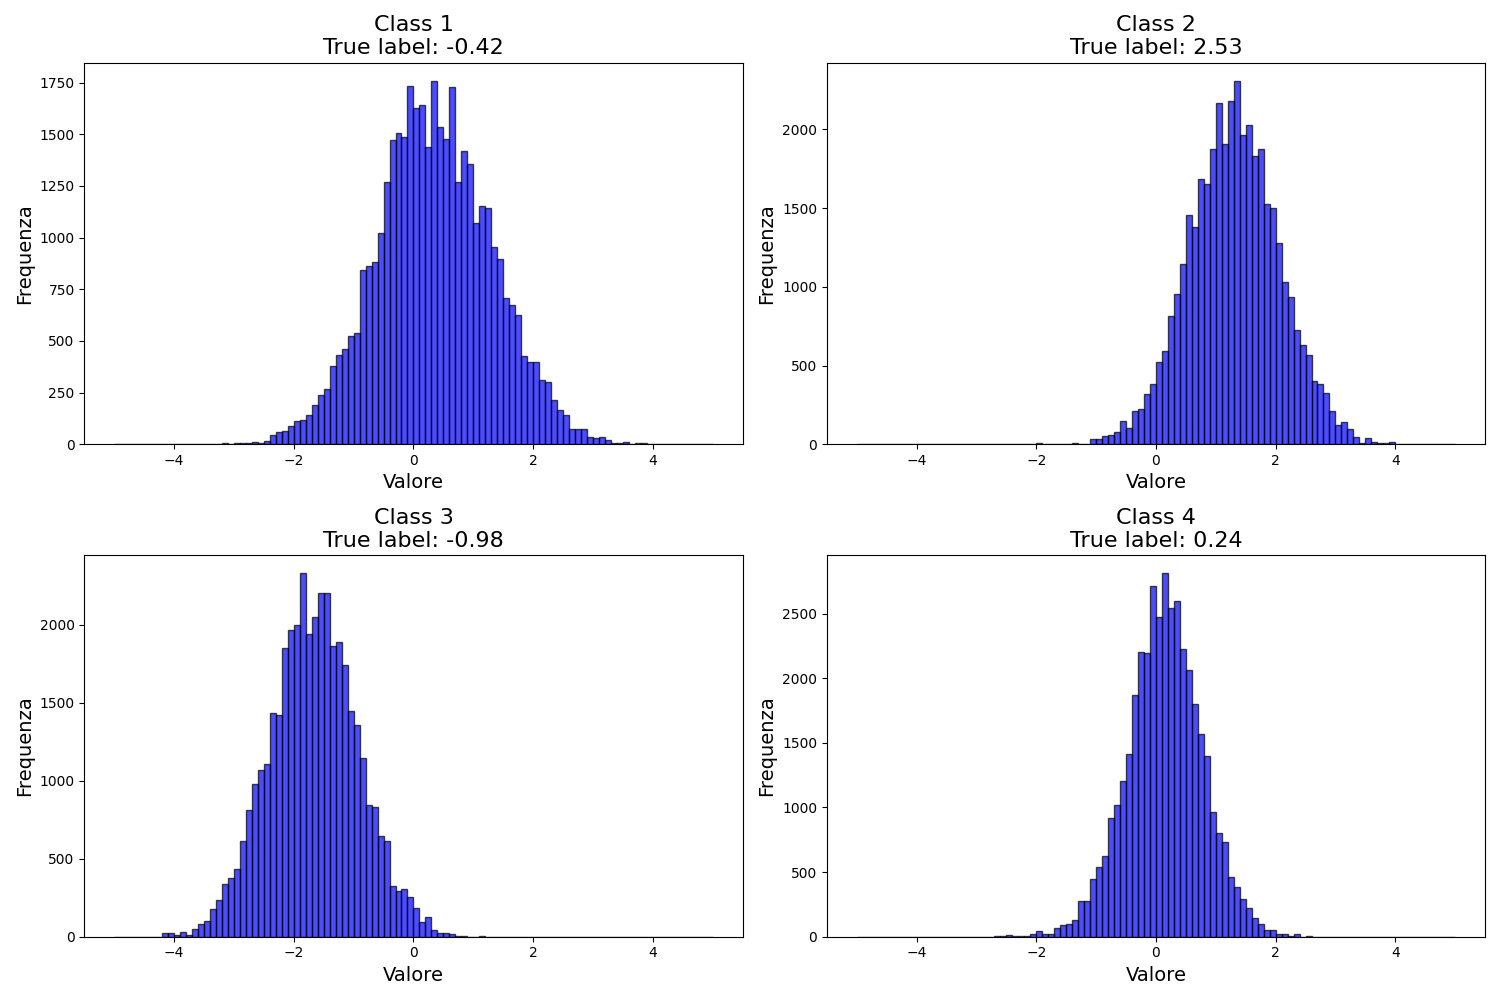 Class 1
True label: -0.42
1750
1500
1250
1000
750
500
250
0
Frequenza
−4 −2 0 2 4
Valore
Class 2
True label: 2.53
2000
1500
1000
500
0
Frequenza
−4 −2 0 2 4
Valore
Class 3
True label: -0.98
2000
1500
1000
500
0
Frequenza
−4 −2 0 2 4
Valore
Class 4
True label: 0.24
2500
2000
1500
1000
500
0
Frequenza
−4 −2 0 2 4
Valore